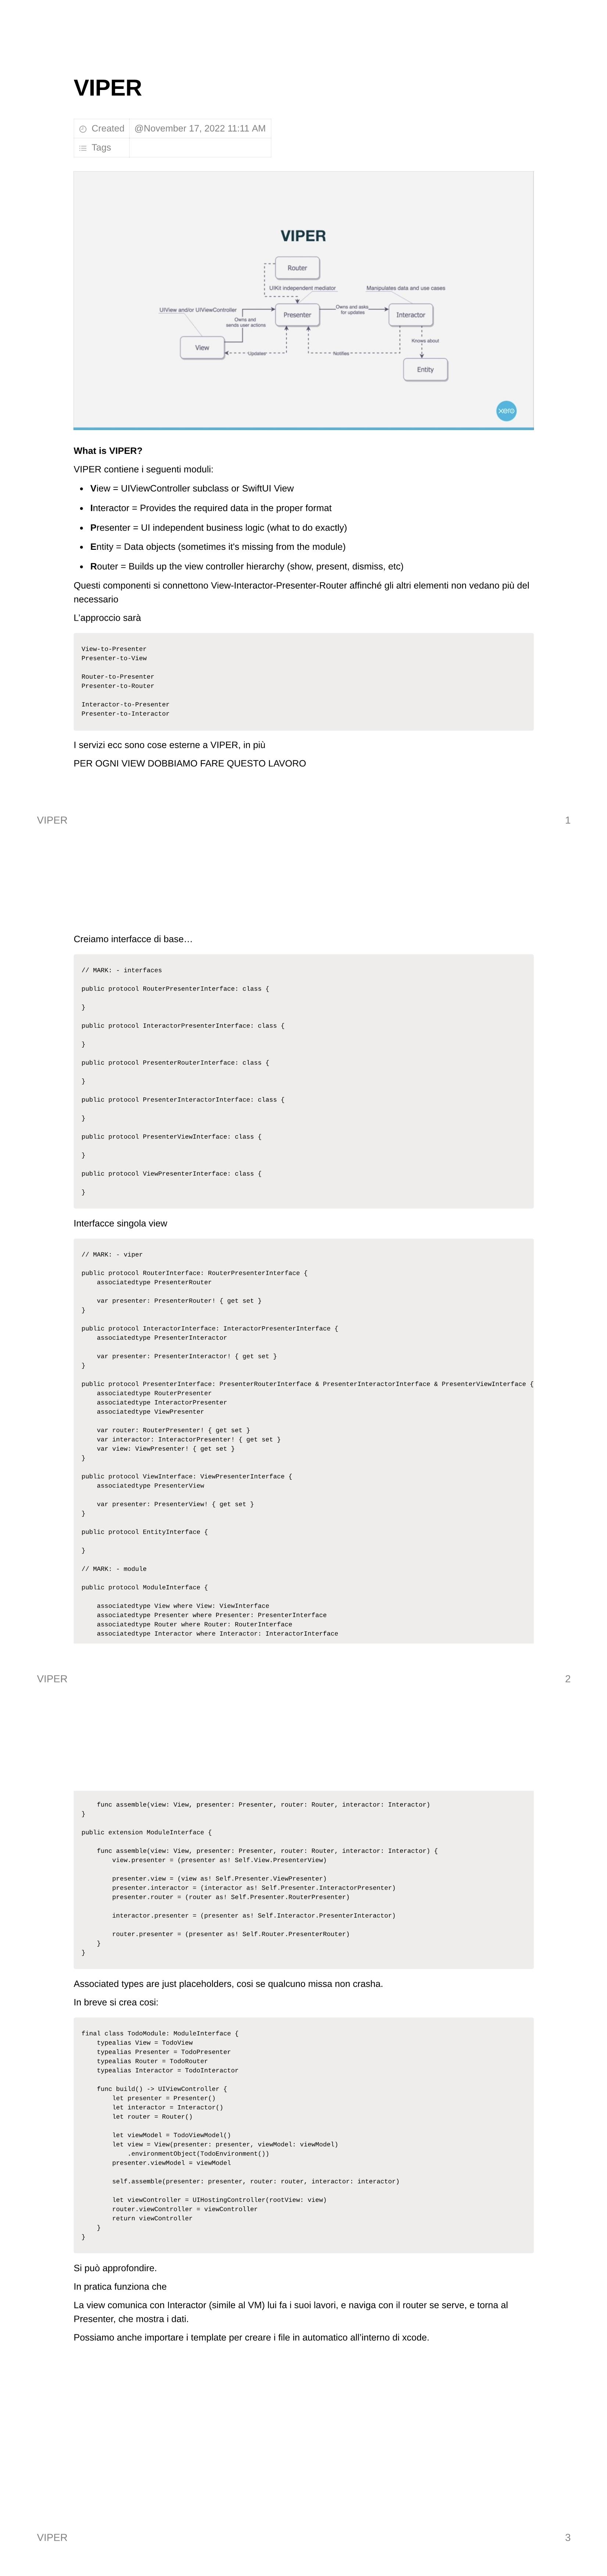 VIPER
Created @November 17, 2022 11:11 AM
Tags
VIPER
Router
UIKit independent mediator
Manipulates data and use cases
UIView and/or UIViewController
Presenter
Owns and asks
for updates
Interactor
Owns and
sends user actions
Knows about
View
Updates
Notifies
Entity
xero
What is VIPER?
VIPER contiene i seguenti moduli:
• View = UIViewController subclass or SwiftUI View
• Interactor = Provides the required data in the proper format
• Presenter = UI independent business logic (what to do exactly)
• Entity = Data objects (sometimes it's missing from the module)
• Router = Builds up the view controller hierarchy (show, present, dismiss, etc)
Questi componenti si connettono View-Interactor-Presenter-Router affinché gli altri elementi non vedano più del
necessario
L'approccio sarà
View-to-Presenter
Presenter-to-View
Router-to-Presenter
Presenter-to-Router
Interactor-to-Presenter
Presenter-to-Interactor
I servizi ecc sono cose esterne a VIPER, in più
PER OGNI VIEW DOBBIAMO FARE QUESTO LAVORO
VIPER 1
Creiamo interfacce di base…
// MARK: - interfaces
public protocol RouterPresenterInterface: class {
}
public protocol InteractorPresenterInterface: class {
}
public protocol PresenterRouterInterface: class {
}
public protocol PresenterInteractorInterface: class {
}
public protocol PresenterViewInterface: class {
}
public protocol ViewPresenterInterface: class {
}
Interfacce singola view
// MARK: - viper
public protocol RouterInterface: RouterPresenterInterface {
    associatedtype PresenterRouter
    var presenter: PresenterRouter! { get set }
}
public protocol InteractorInterface: InteractorPresenterInterface {
    associatedtype PresenterInteractor
    var presenter: PresenterInteractor! { get set }
}
public protocol PresenterInterface: PresenterRouterInterface & PresenterInteractorInterface & PresenterViewInterface {
    associatedtype RouterPresenter
    associatedtype InteractorPresenter
    associatedtype ViewPresenter
    var router: RouterPresenter! { get set }
    var interactor: InteractorPresenter! { get set }
    var view: ViewPresenter! { get set }
}
public protocol ViewInterface: ViewPresenterInterface {
    associatedtype PresenterView
    var presenter: PresenterView! { get set }
}
public protocol EntityInterface {
}
// MARK: - module
public protocol ModuleInterface {
    associatedtype View where View: ViewInterface
    associatedtype Presenter where Presenter: PresenterInterface
    associatedtype Router where Router: RouterInterface
    associatedtype Interactor where Interactor: InteractorInterface
VIPER 2
    func assemble(view: View, presenter: Presenter, router: Router, interactor: Interactor)
}
public extension ModuleInterface {
    func assemble(view: View, presenter: Presenter, router: Router, interactor: Interactor) {
        view.presenter = (presenter as! Self.View.PresenterView)
        presenter.view = (view as! Self.Presenter.ViewPresenter)
        presenter.interactor = (interactor as! Self.Presenter.InteractorPresenter)
        presenter.router = (router as! Self.Presenter.RouterPresenter)
        interactor.presenter = (presenter as! Self.Interactor.PresenterInteractor)
        router.presenter = (presenter as! Self.Router.PresenterRouter)
    }
}
Associated types are just placeholders, cosi se qualcuno missa non crasha.
In breve si crea cosi:
final class TodoModule: ModuleInterface {
    typealias View = TodoView
    typealias Presenter = TodoPresenter
    typealias Router = TodoRouter
    typealias Interactor = TodoInteractor
    func build() -> UIViewController {
        let presenter = Presenter()
        let interactor = Interactor()
        let router = Router()
        let viewModel = TodoViewModel()
        let view = View(presenter: presenter, viewModel: viewModel)
            .environmentObject(TodoEnvironment())
        presenter.viewModel = viewModel
        self.assemble(presenter: presenter, router: router, interactor: interactor)
        let viewController = UIHostingController(rootView: view)
        router.viewController = viewController
        return viewController
    }
}
Si può approfondire.
In pratica funziona che
La view comunica con Interactor (simile al VM) lui fa i suoi lavori, e naviga con il router se serve, e torna al
Presenter, che mostra i dati.
Possiamo anche importare i template per creare i file in automatico all'interno di xcode.
VIPER 3